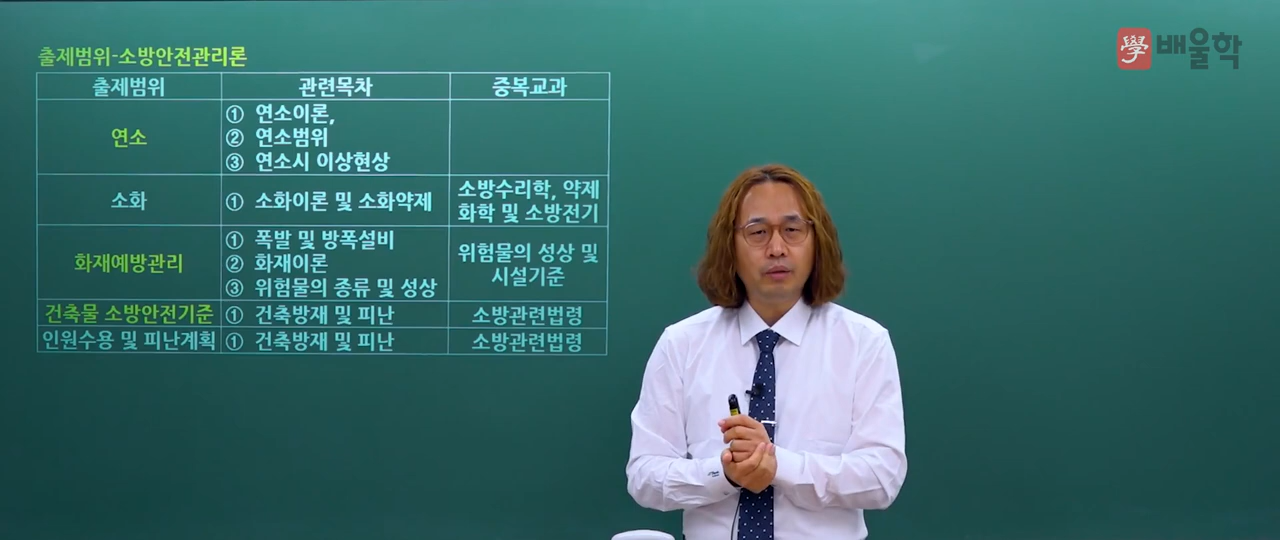 출제범위-소방안전관리론
學 배울학
출제범위 관련목차 중복교과
연소
① 연소이론,
② 연소범위
③ 연소시 이상현상
소화
① 소화이론 및 소화약제
소방수리학, 약제
화학 및 소방전기
화재예방관리
① 폭발 및 방폭설비
② 화재이론
③ 위험물의 종류 및 성상
위험물의 성상 및
시설기준
건축물 소방안전기준 ① 건축방재 및 피난 소방관련법령
인원수용 및 피난계획 ① 건축방재 및 피난 소방관련법령